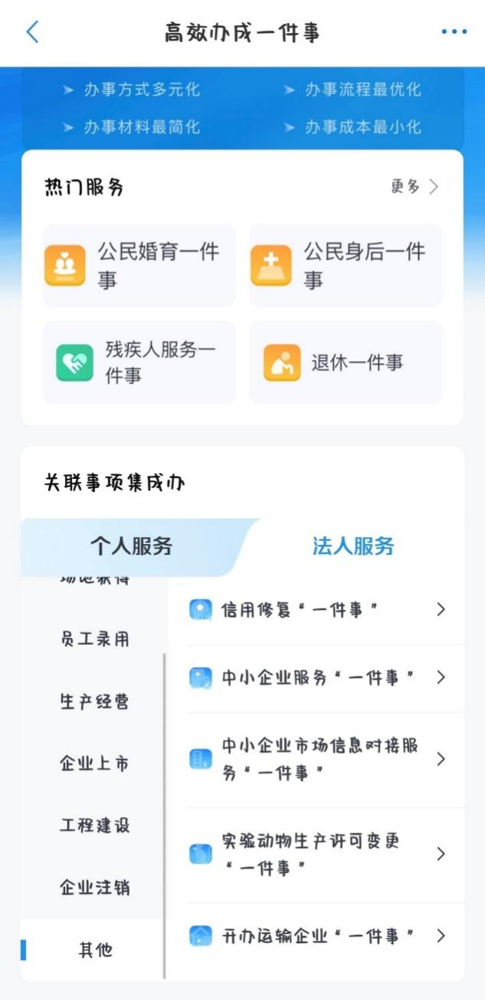 高效办成一件事
办事方式多元化
办事流程最优化
办事材料最简化
办事成本最小化
热门服务
更多
公民婚育一件
事
公民身后一件
事
残疾人服务一
件事
退休一件事
关联事项集成办
个人服务
法人服务
场地获得
员工录用
生产经营
企业上市
工程建设
企业注销
其他
信用修复“一件事”
中小企业服务“一件事”
中小企业市场信息对接服
务“一件事”
实验动物生产许可变更
“一件事”
开办运输企业“一件事”